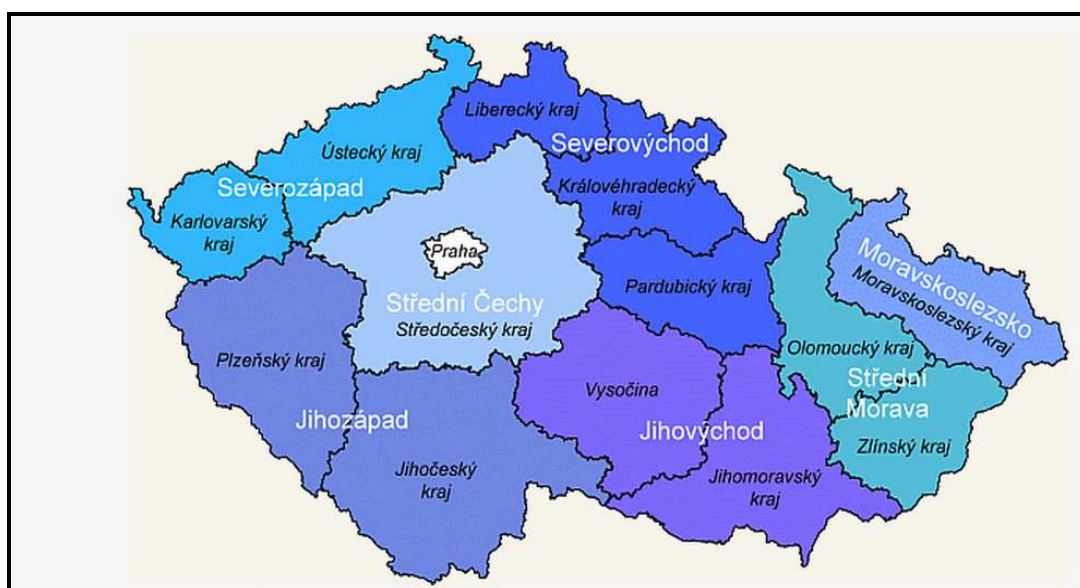 Liberecký kraj
Severovýchod
Ústecký kraj
Severozápad
Královéhradecký
kraj
Karlovarský
kraj
Praha
Moravskoslezsko
Moravskoslezský kraj
Pardubický kraj
Střední Čechy
Středočeský kraj
Plzeňský kraj
Olomoucký kraj
Střední
Morava
Vysočina
Jihozápad
Jihovýchod
Zlínský kraj
Jihočeský
kraj
Jihomoravský
kraj